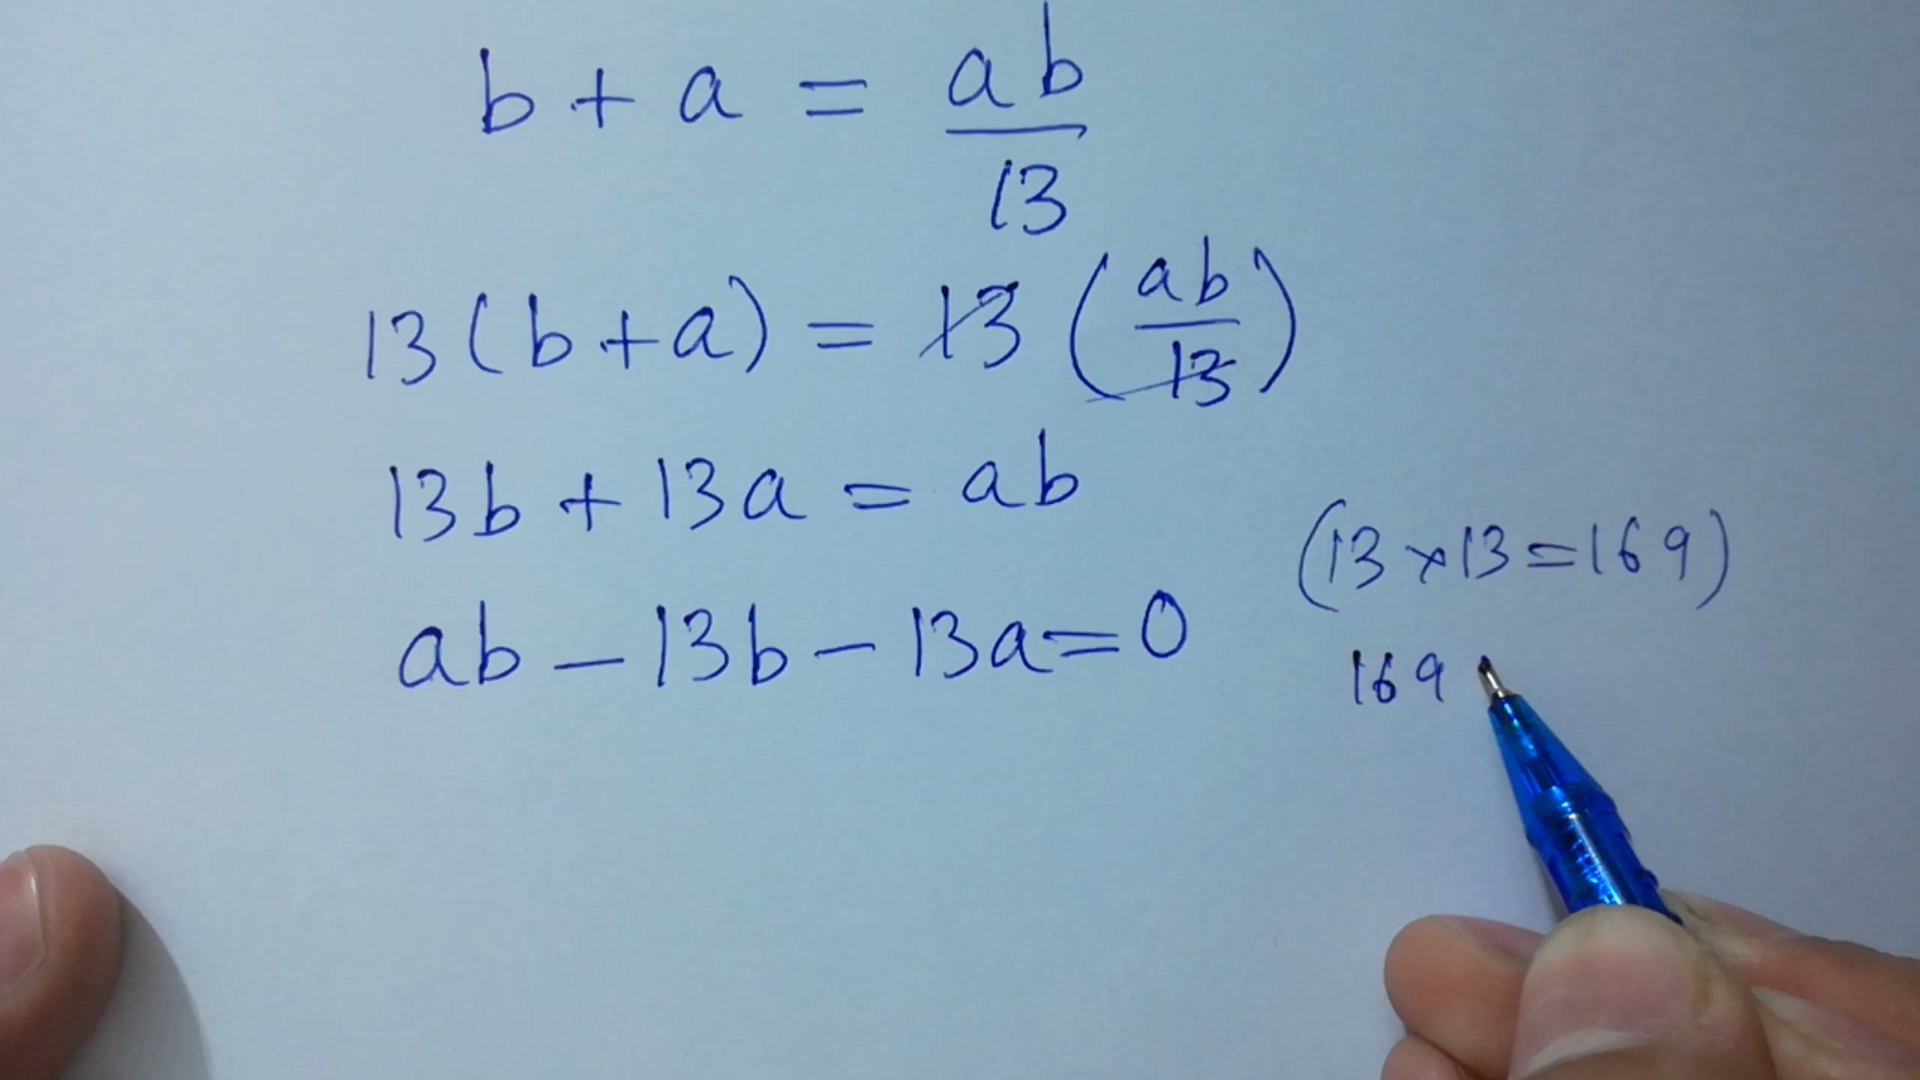 b + a = ab/13
13(b+a) = 13(ab/13)
13b + 13a = ab
(13×13=169)
ab – 13b – 13a = 0
169